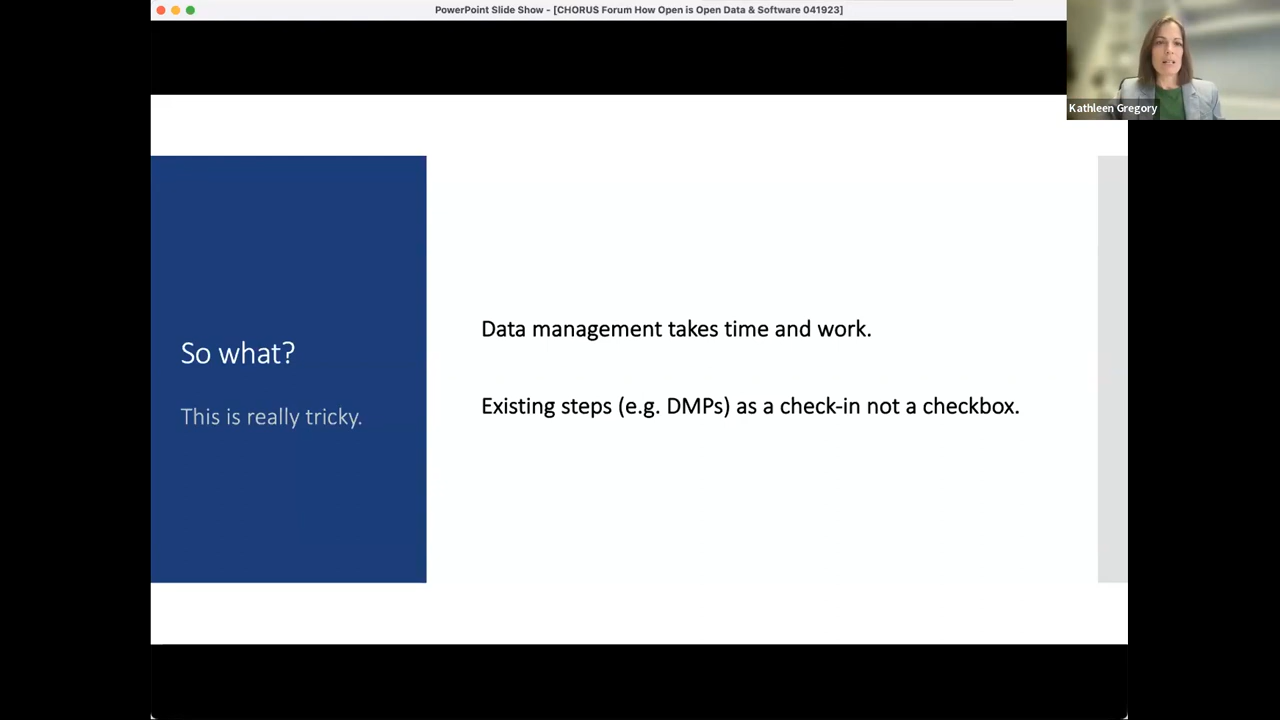 PowerPoint Slide Show - [CHORUS Forum How Open is Open Data & Software 041923]
Kathleen Gregory
So what?
This is really tricky.
Data management takes time and work.
Existing steps (e.g. DMPs) as a check-in not a checkbox.